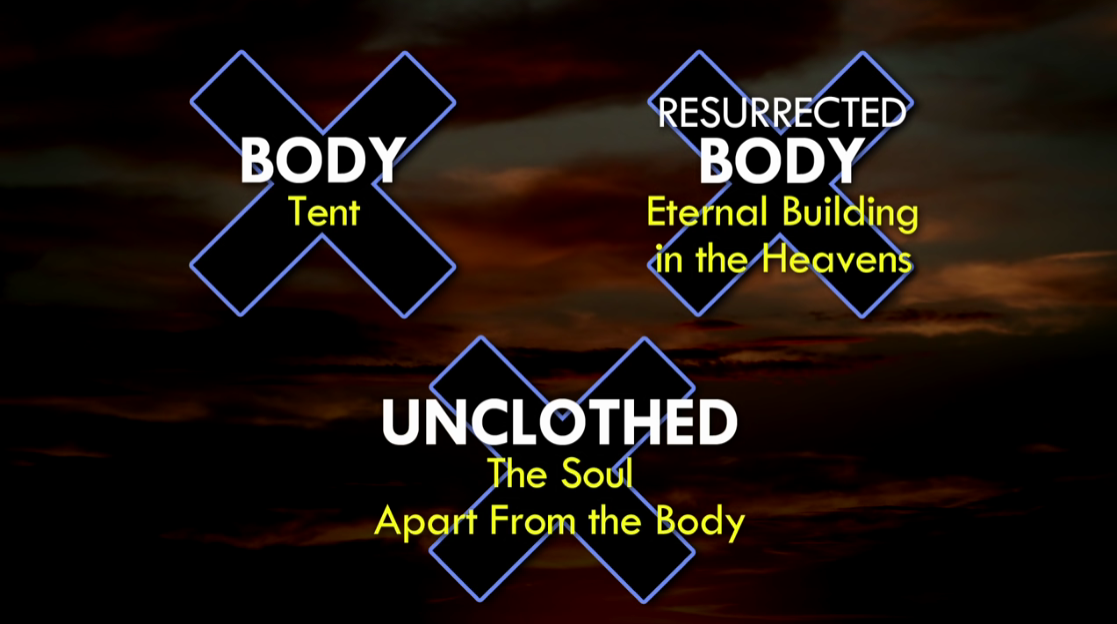 BODY
Tent
RESURRECTED
BODY
Eternal Building
in the Heavens
UNCLOTHED
The Soul
Apart From the Body